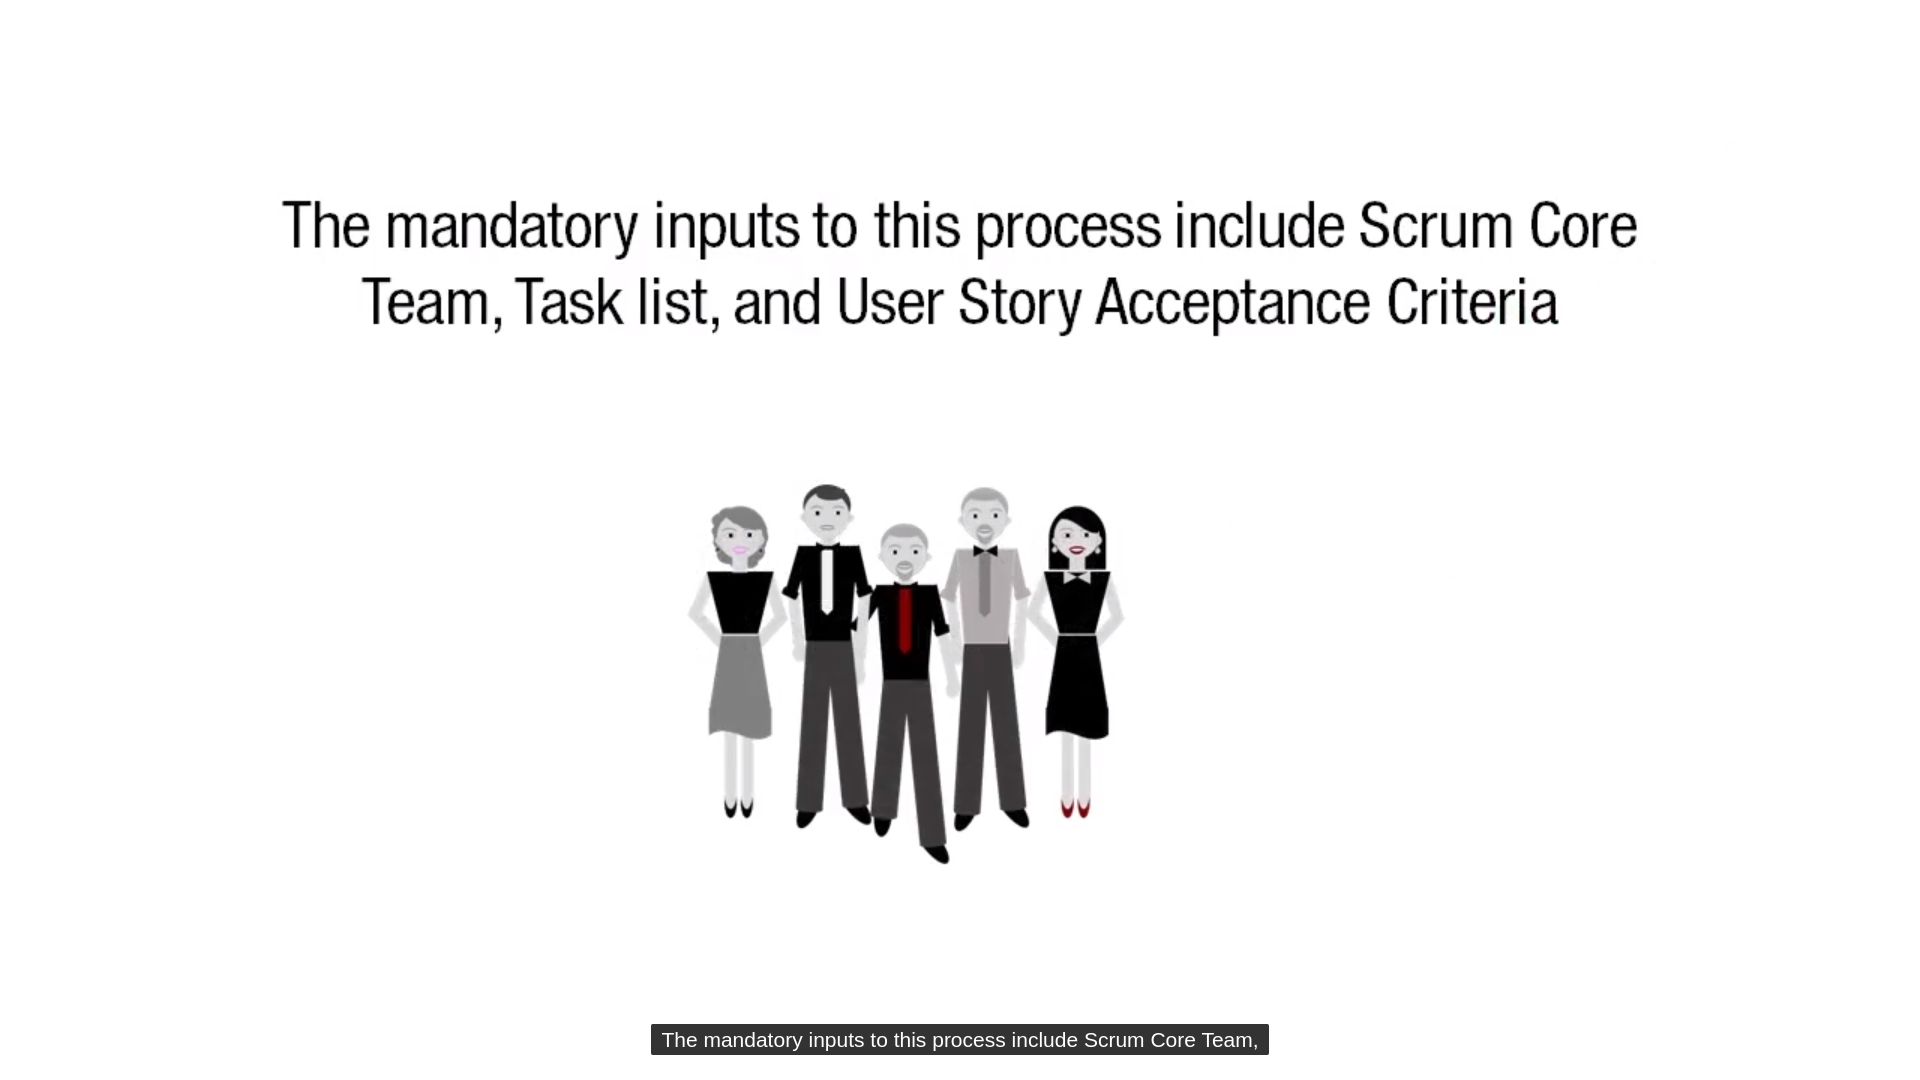 The mandatory inputs to this process include Scrum Core
Team, Task list, and User Story Acceptance Criteria
The mandatory inputs to this process include Scrum Core Team,